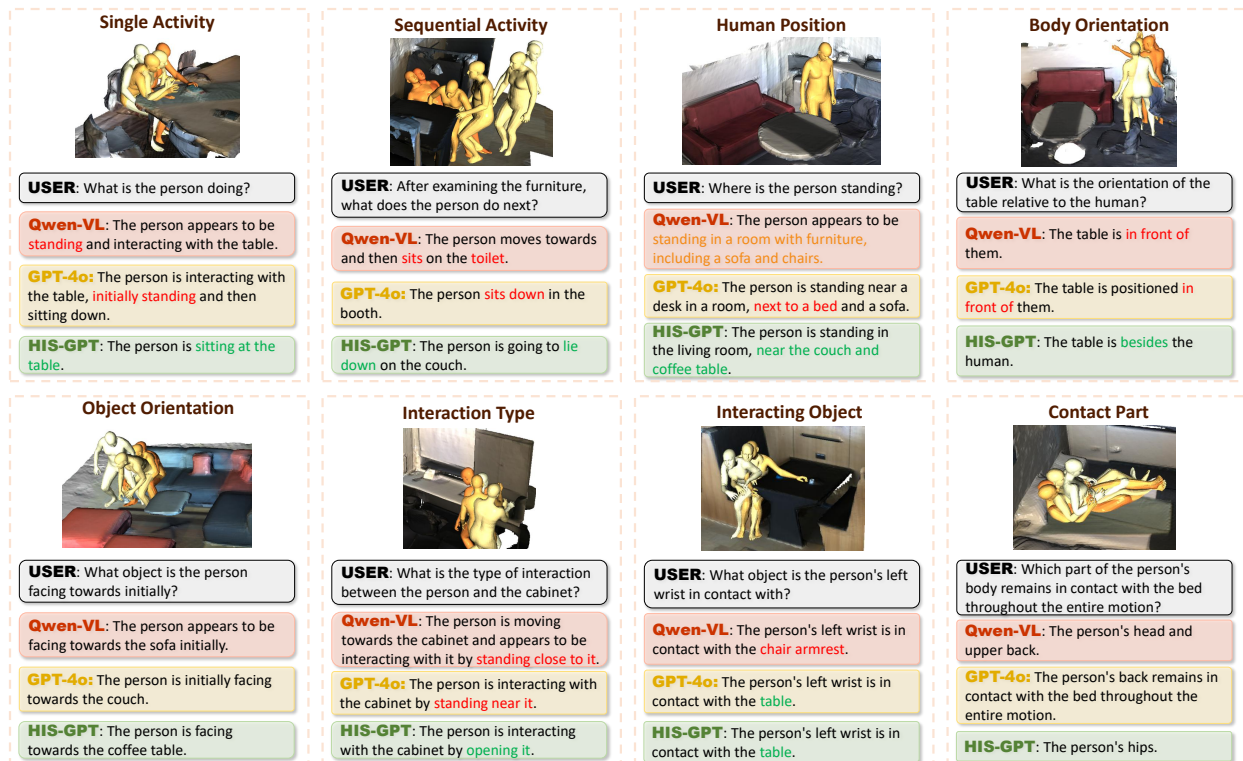 Single Activity
USER: What is the person doing?
Qwen-VL: The person appears to be
standing and interacting with the table.
GPT-4o: The person is interacting with
the table, initially standing and then
sitting down.
HIS-GPT: The person is sitting at the
table.
Sequential Activity
USER: After examining the furniture,
what does the person do next?
Qwen-VL: The person moves towards
and then sits on the toilet.
GPT-4o: The person sits down in the
booth.
HIS-GPT: The person is going to lie
down on the couch.
Human Position
USER: Where is the person standing?
Qwen-VL: The person appears to be
standing in a room with furniture,
including a sofa and chairs.
GPT-4o: The person is standing near a
desk in a room, next to a bed and a sofa.
HIS-GPT: The person is standing in
the living room, near the couch and
coffee table.
Body Orientation
USER: What is the orientation of the
table relative to the human?
Qwen-VL: The table is in front of
them.
GPT-4o: The table is positioned in
front of them.
HIS-GPT: The table is besides the
human.
Object Orientation
USER: What object is the person
facing towards initially?
Qwen-VL: The person appears to be
facing towards the sofa initially.
GPT-4o: The person is initially facing
towards the couch.
HIS-GPT: The person is facing
towards the coffee table.
Interaction Type
USER: What is the type of interaction
between the person and the cabinet?
Qwen-VL: The person is moving
towards the cabinet and appears to be
interacting with it by standing close to it.
GPT-4o: The person is interacting with
the cabinet by standing near it.
HIS-GPT: The person is interacting
with the cabinet by opening it.
Interacting Object
USER: What object is the person's left
wrist in contact with?
Qwen-VL: The person's left wrist is in
contact with the chair armrest.
GPT-4o: The person's left wrist is in
contact with the table.
HIS-GPT: The person's left wrist is in
contact with the table.
Contact Part
USER: Which part of the person's
body remains in contact with the bed
throughout the entire motion?
Qwen-VL: The person's head and
upper back.
GPT-4o: The person's back remains in
contact with the bed throughout the
entire motion.
HIS-GPT: The person's hips.